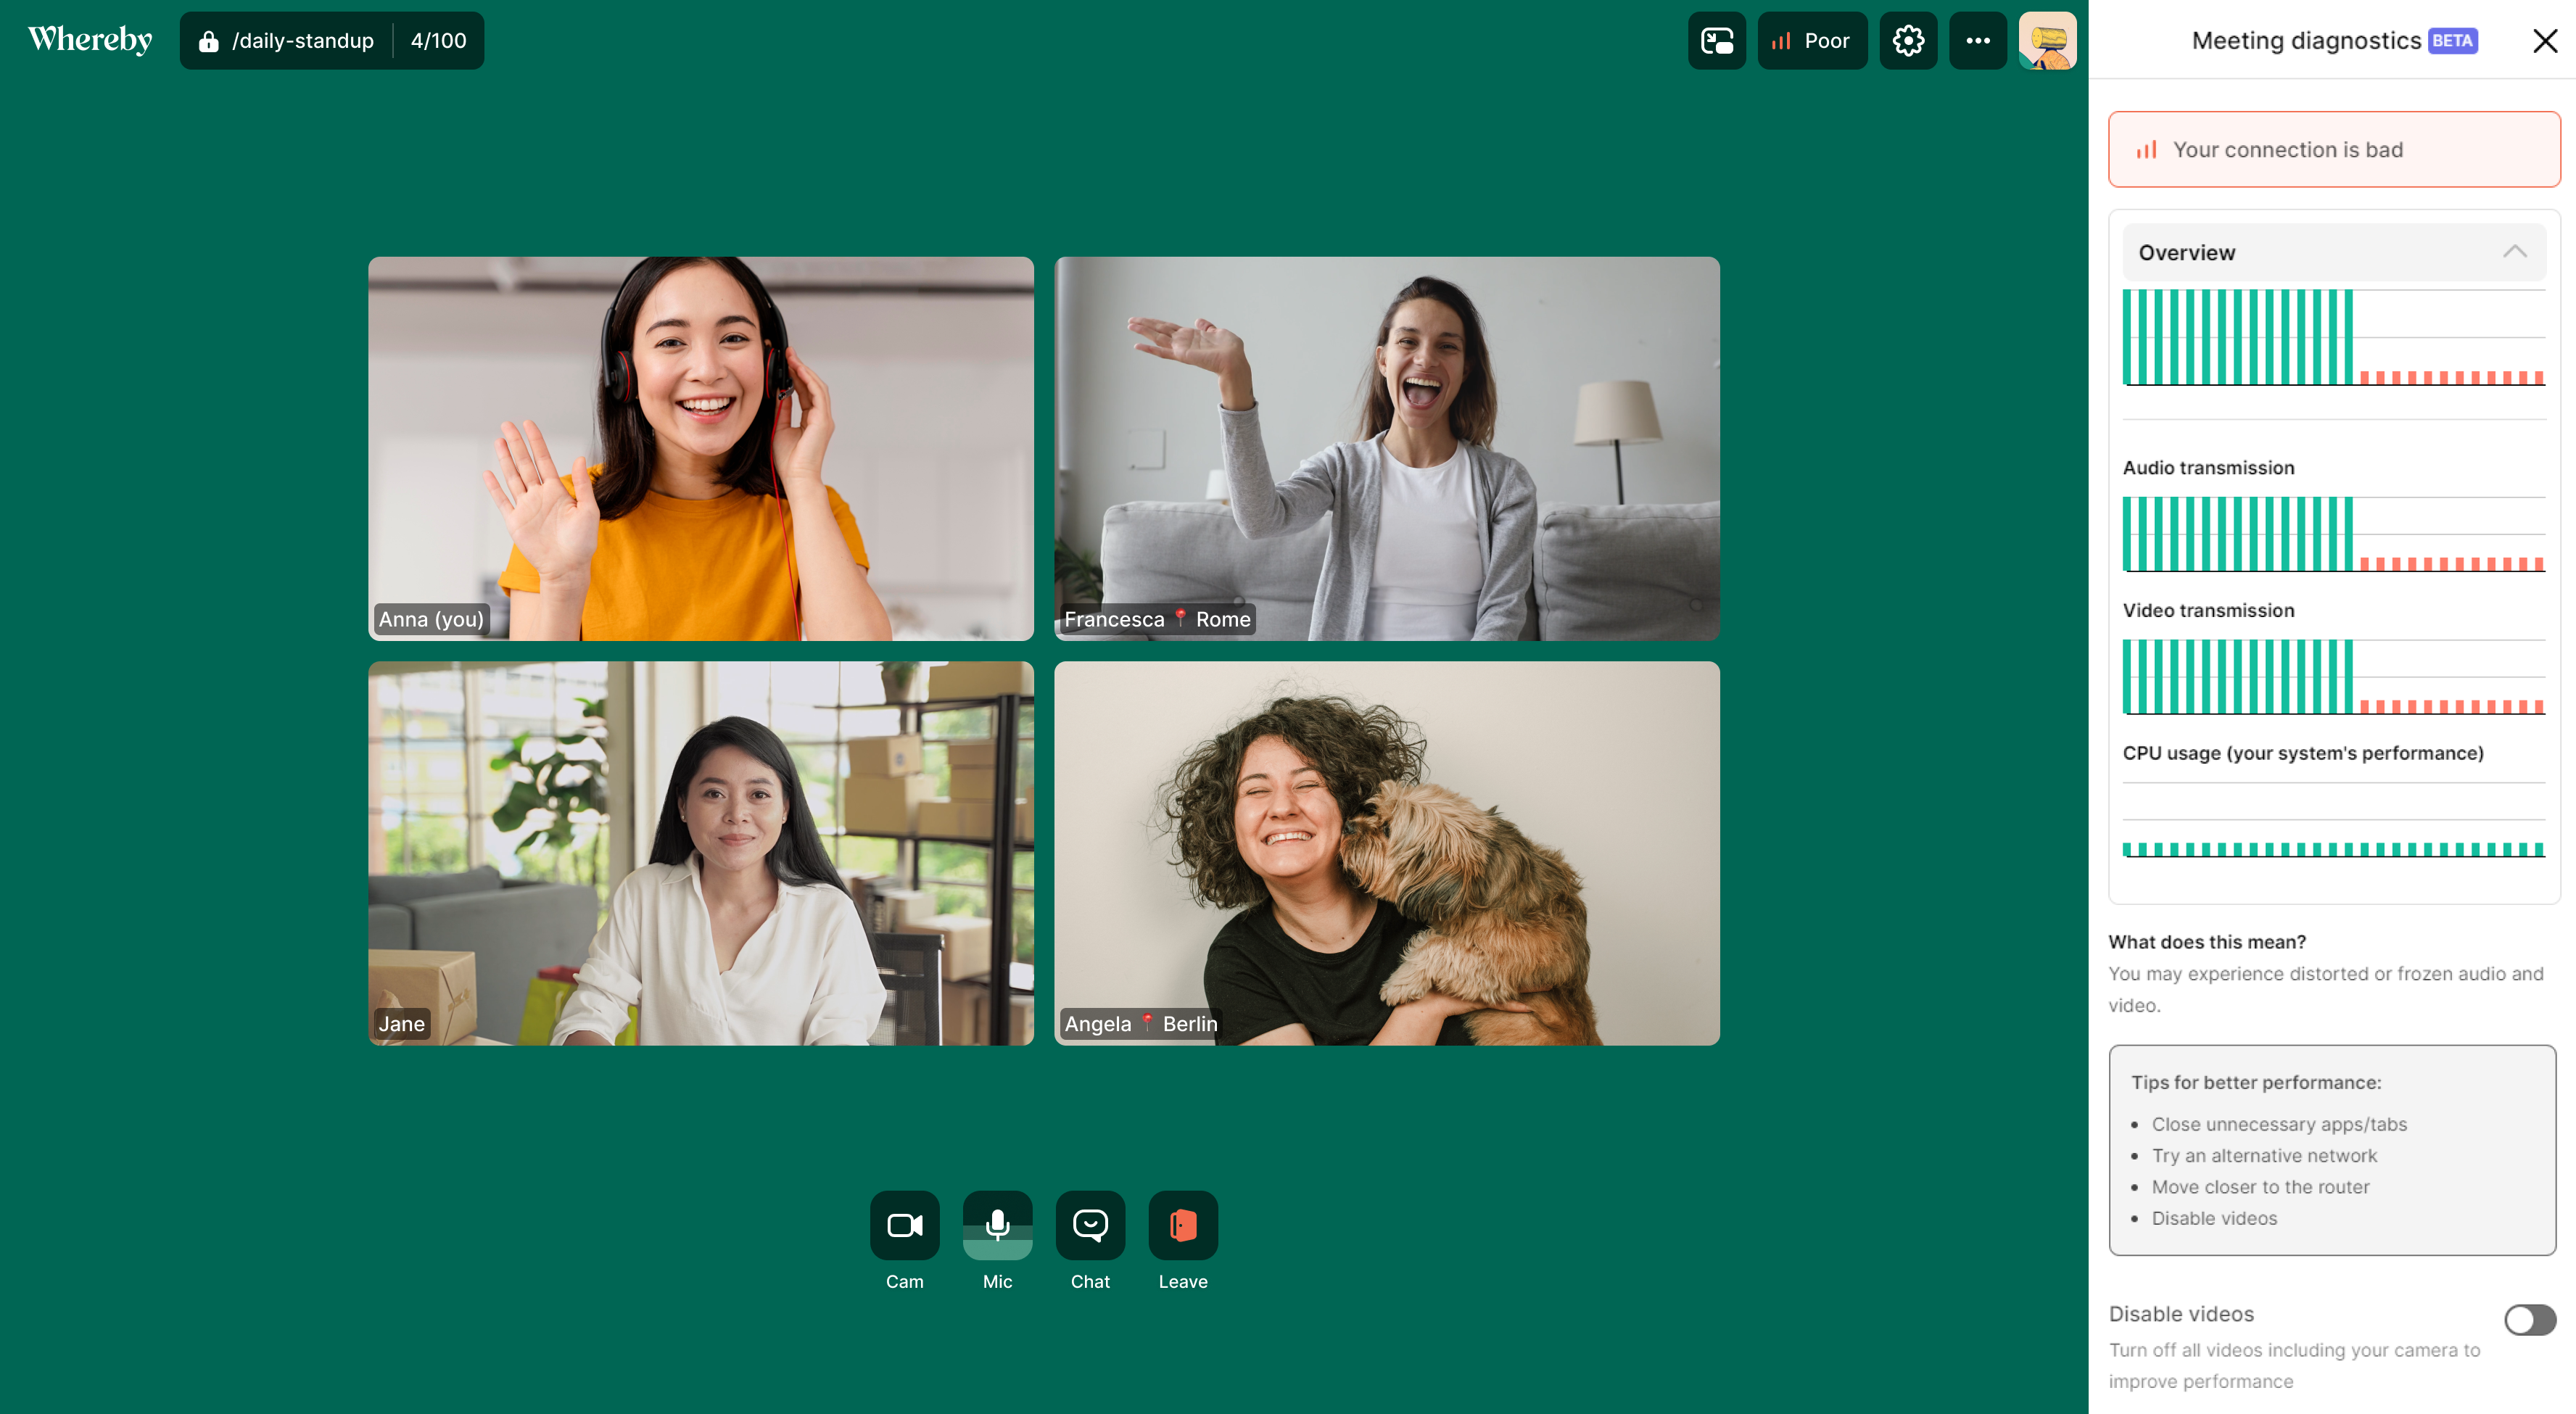 Whereby
/daily-standup
4/100
Poor
Meeting diagnostics BETA
Your connection is bad
Overview
Audio transmission
Video transmission
CPU usage (your system's performance)
What does this mean?
You may experience distorted or frozen audio and
video.
Tips for better performance:
• Close unnecessary apps/tabs
• Try an alternative network
• Move closer to the router
• Disable videos
Disable videos
Turn off all videos including your camera to
improve performance
Anna (you)
Francesca 📍 Rome
Jane
Angela 📍 Berlin
Cam
Mic
Chat
Leave